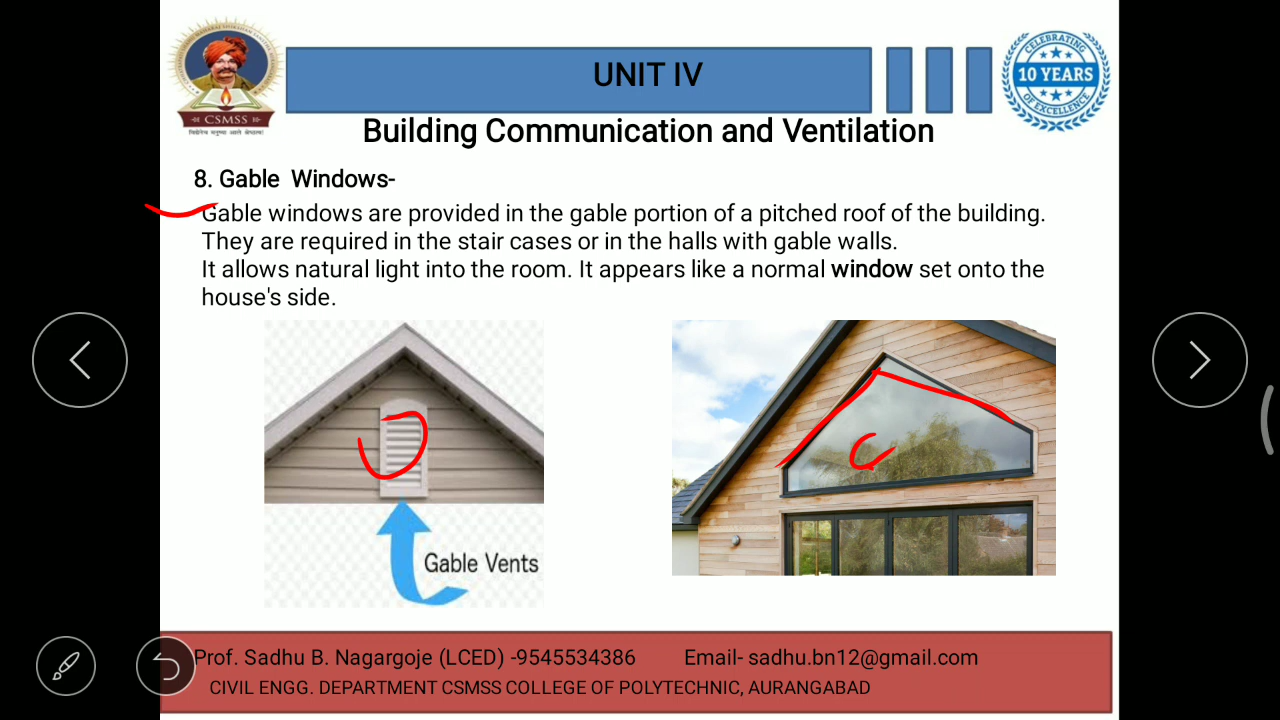 UNIT IV
CELEBRATING
10 YEARS
OF EXCELLENCE
CSMSS
Building Communication and Ventilation
8. Gable Windows-
Gable windows are provided in the gable portion of a pitched roof of the building.
They are required in the stair cases or in the halls with gable walls.
It allows natural light into the room. It appears like a normal window set onto the
house's side.
Gable Vents
Prof. Sadhu B. Nagargoje (LCED) -9545534386 Email- sadhu.bn12@gmail.com
CIVIL ENGG. DEPARTMENT CSMSS COLLEGE OF POLYTECHNIC, AURANGABAD